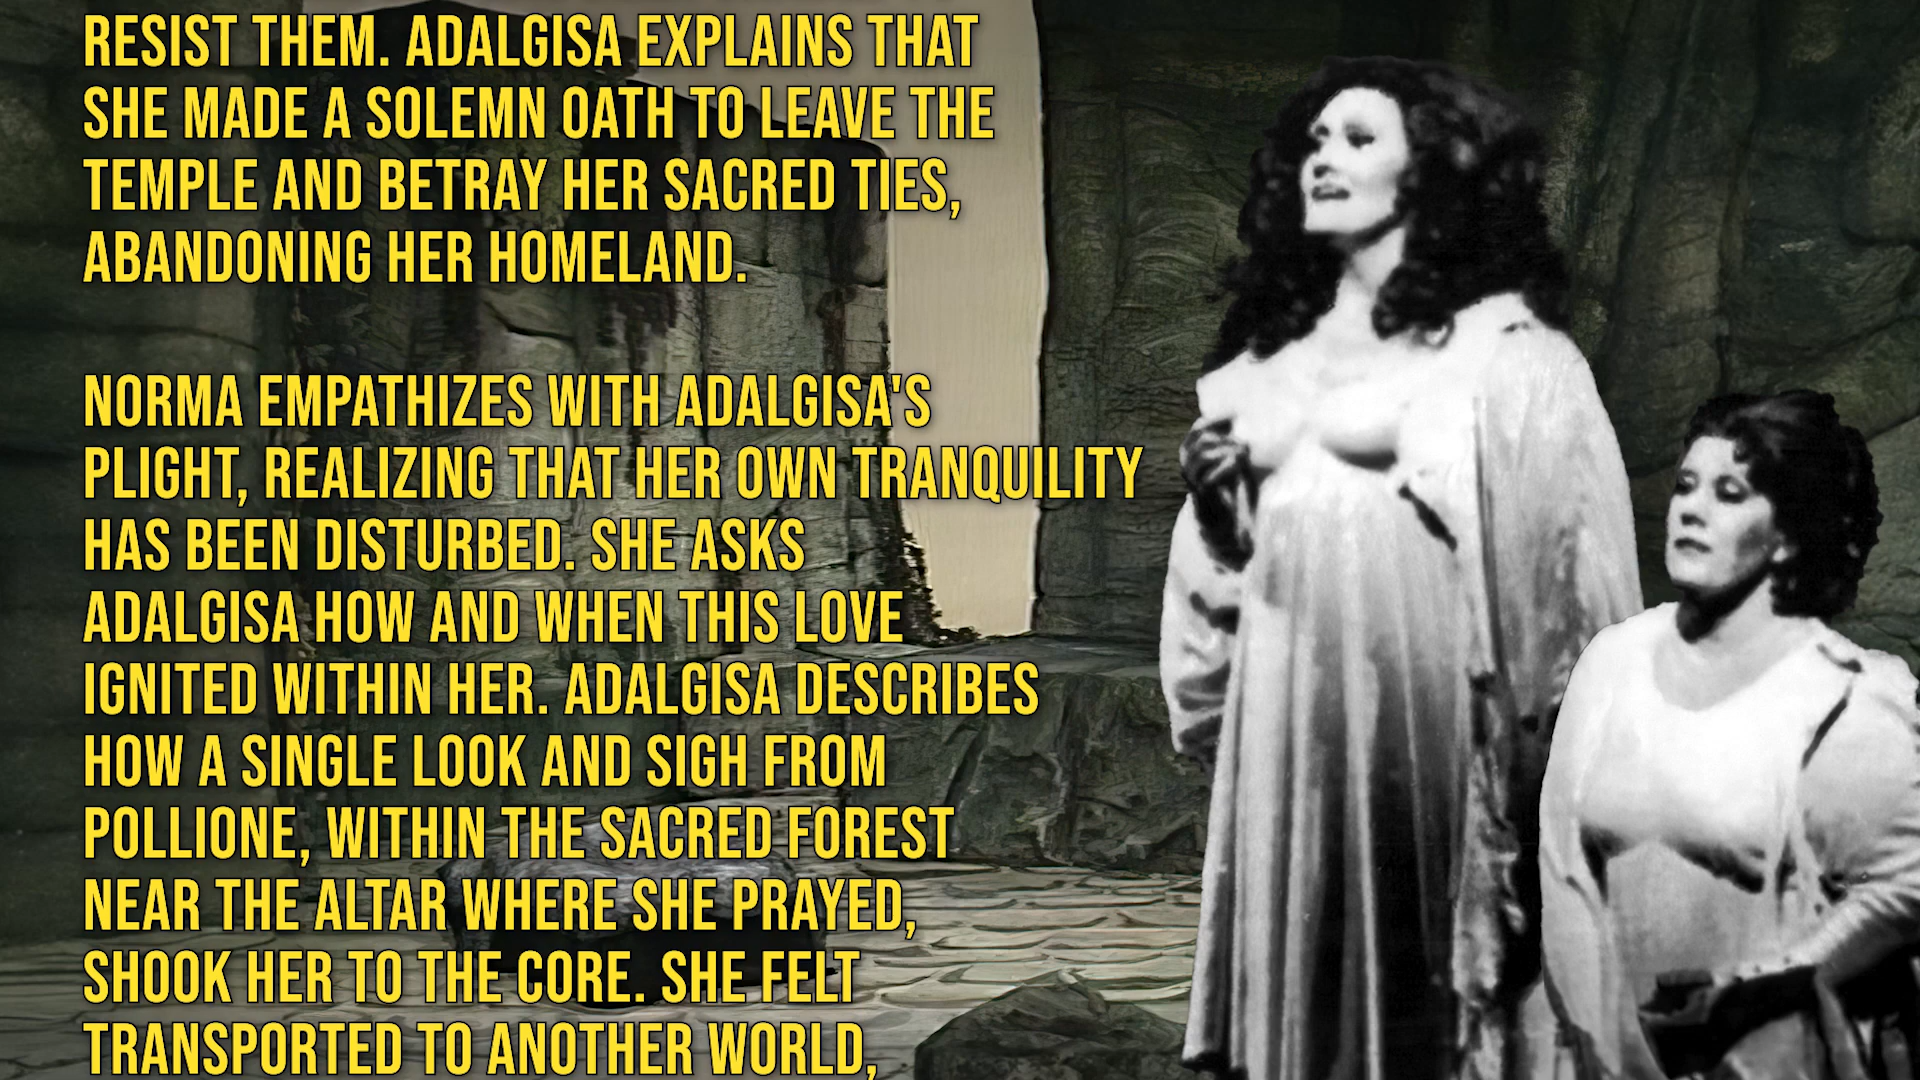 RESIST THEM. ADALGISA EXPLAINS THAT
SHE MADE A SOLEMN OATH TO LEAVE THE
TEMPLE AND BETRAY HER SACRED TIES,
ABANDONING HER HOMELAND.
NORMA EMPATHIZES WITH ADALGISA'S
PLIGHT, REALIZING THAT HER OWN TRANQUILITY
HAS BEEN DISTURBED. SHE ASKS
ADALGISA HOW AND WHEN THIS LOVE
IGNITED WITHIN HER. ADALGISA DESCRIBES
HOW A SINGLE LOOK AND SIGH FROM
POLLIONE, WITHIN THE SACRED FOREST
NEAR THE ALTAR WHERE SHE PRAYED,
SHOOK HER TO THE CORE. SHE FELT
TRANSPORTED TO ANOTHER WORLD,